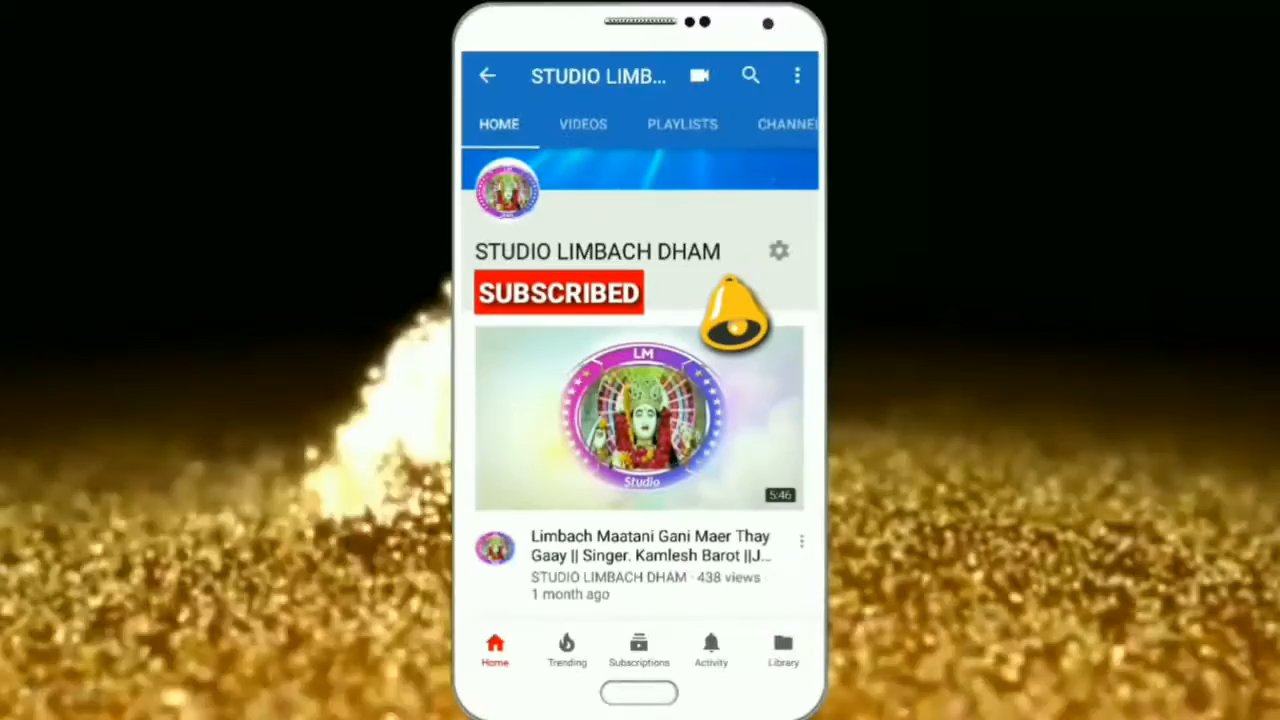 STUDIO LIMB...
HOME VIDEOS PLAYLISTS CHANNEL
STUDIO LIMBACH DHAM
SUBSCRIBED
LM
Studio
5:46
Limbach Maatani Gani Maer Thay
Gaay || Singer. Kamlesh Barot ||J...
STUDIO LIMBACH DHAM · 438 views
1 month ago
Home Trending Subscriptions Activity Library